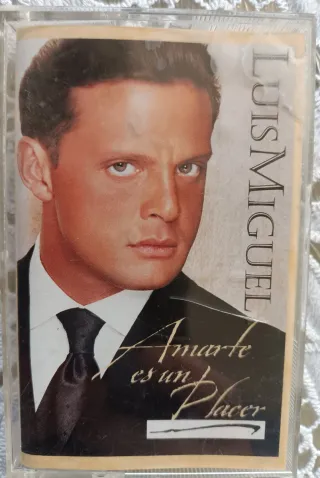 LUIS MIGUEL
Amarte
es un
Placer